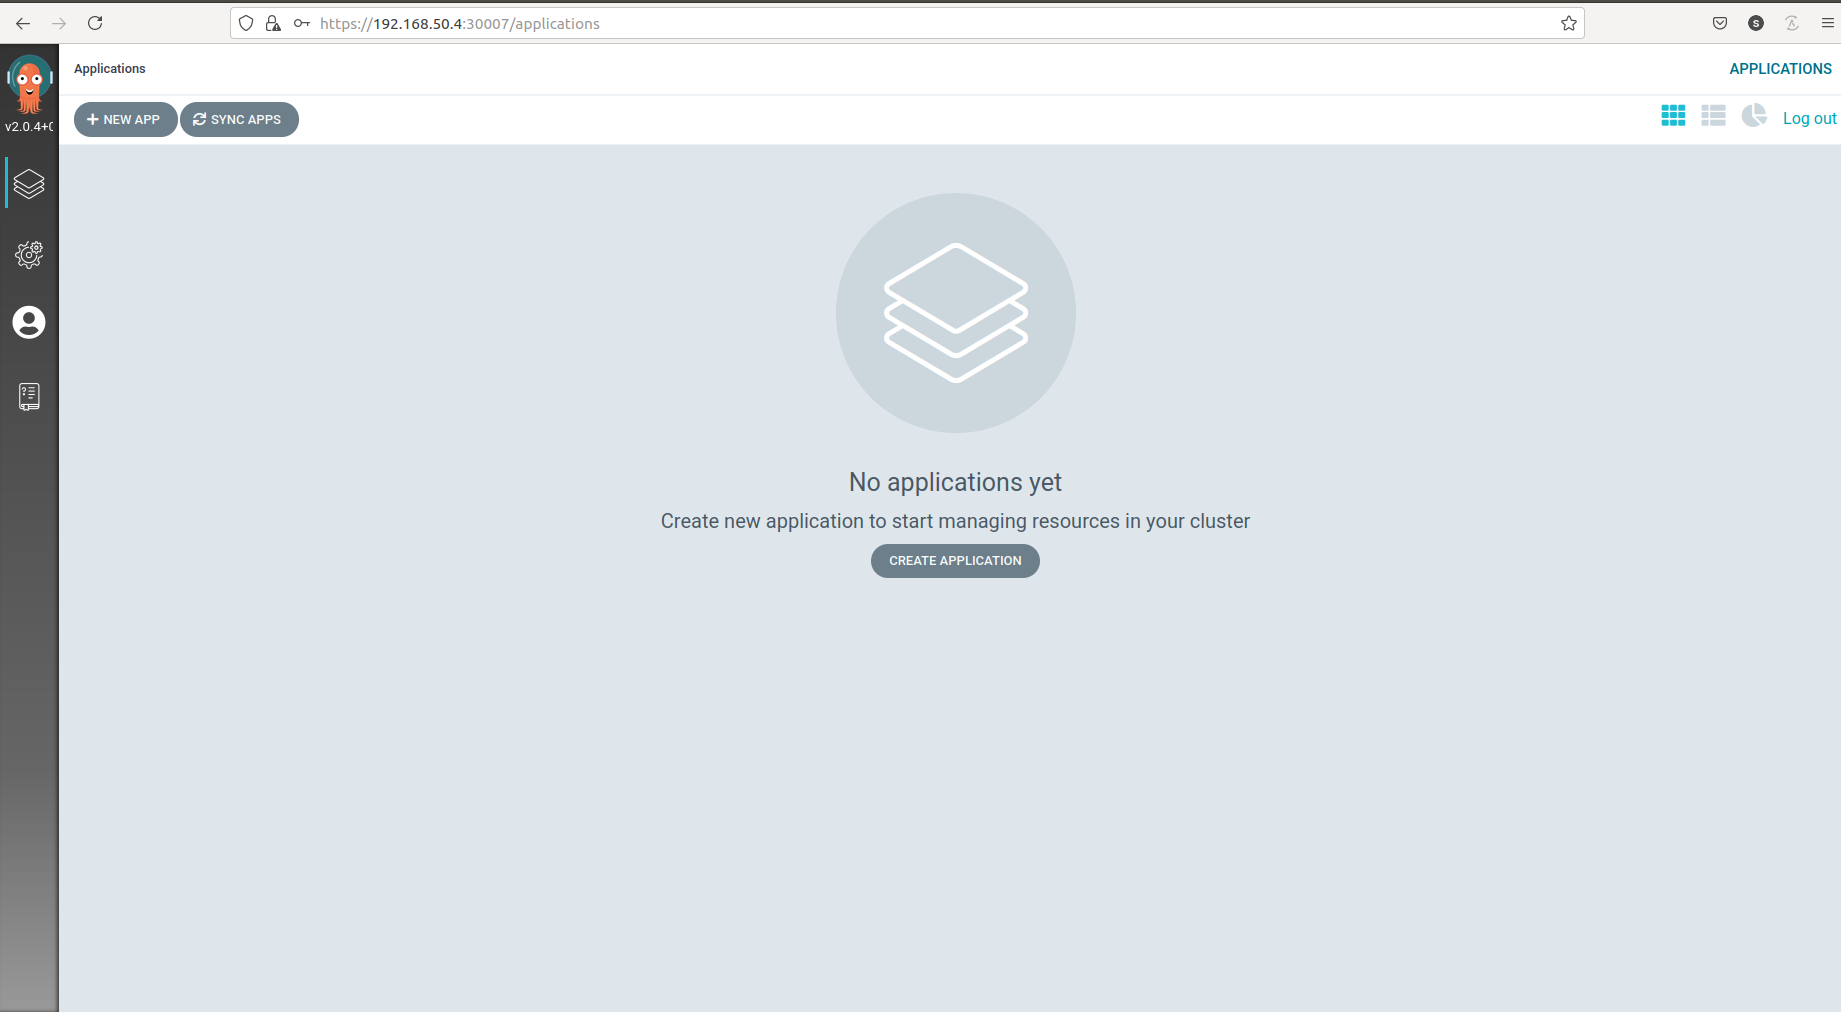 https://192.168.50.4:30007/applications
Applications
APPLICATIONS
v2.0.4+0
NEW APP
SYNC APPS
Log out
No applications yet
Create new application to start managing resources in your cluster
CREATE APPLICATION